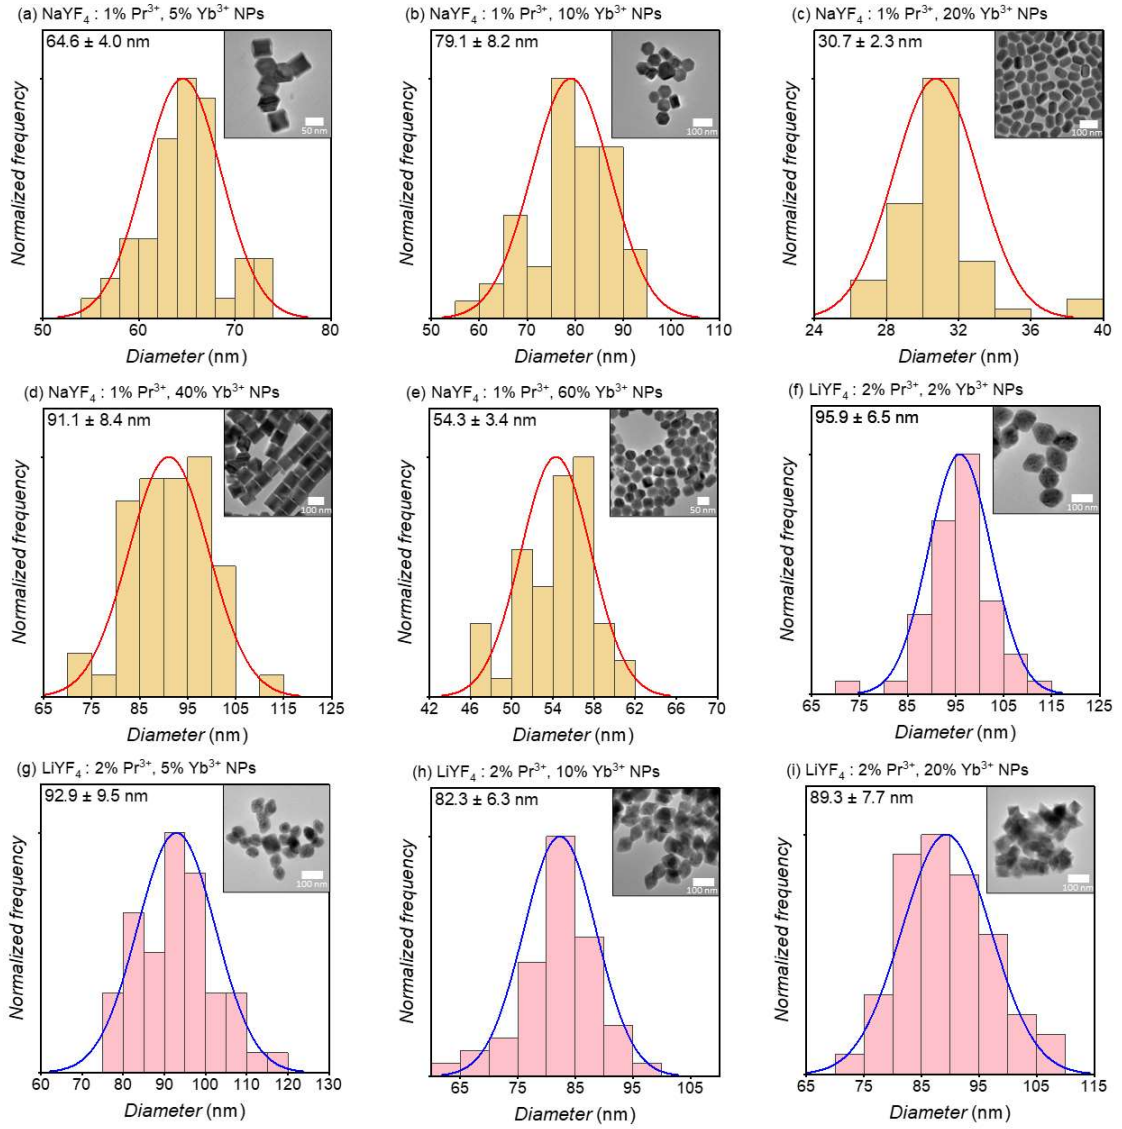 (a) NaYF₄ : 1% Pr³⁺, 5% Yb³⁺ NPs
64.6 ± 4.0 nm
50 nm
Normalized frequency
50 60 70 80
Diameter (nm)
(b) NaYF₄ : 1% Pr³⁺, 10% Yb³⁺ NPs
79.1 ± 8.2 nm
100 nm
Normalized frequency
50 60 70 80 90 100 110
Diameter (nm)
(c) NaYF₄ : 1% Pr³⁺, 20% Yb³⁺ NPs
30.7 ± 2.3 nm
100 nm
Normalized frequency
24 28 32 36 40
Diameter (nm)
(d) NaYF₄ : 1% Pr³⁺, 40% Yb³⁺ NPs
91.1 ± 8.4 nm
100 nm
Normalized frequency
65 75 85 95 105 115 125
Diameter (nm)
(e) NaYF₄ : 1% Pr³⁺, 60% Yb³⁺ NPs
54.3 ± 3.4 nm
50 nm
Normalized frequency
42 46 50 54 58 62 66 70
Diameter (nm)
(f) LiYF₄ : 2% Pr³⁺, 2% Yb³⁺ NPs
95.9 ± 6.5 nm
100 nm
Normalized frequency
65 75 85 95 105 115 125
Diameter (nm)
(g) LiYF₄ : 2% Pr³⁺, 5% Yb³⁺ NPs
92.9 ± 9.5 nm
100 nm
Normalized frequency
60 70 80 90 100 110 120 130
Diameter (nm)
(h) LiYF₄ : 2% Pr³⁺, 10% Yb³⁺ NPs
82.3 ± 6.3 nm
100 nm
Normalized frequency
65 75 85 95 105
Diameter (nm)
(i) LiYF₄ : 2% Pr³⁺, 20% Yb³⁺ NPs
89.3 ± 7.7 nm
100 nm
Normalized frequency
65 75 85 95 105 115
Diameter (nm)